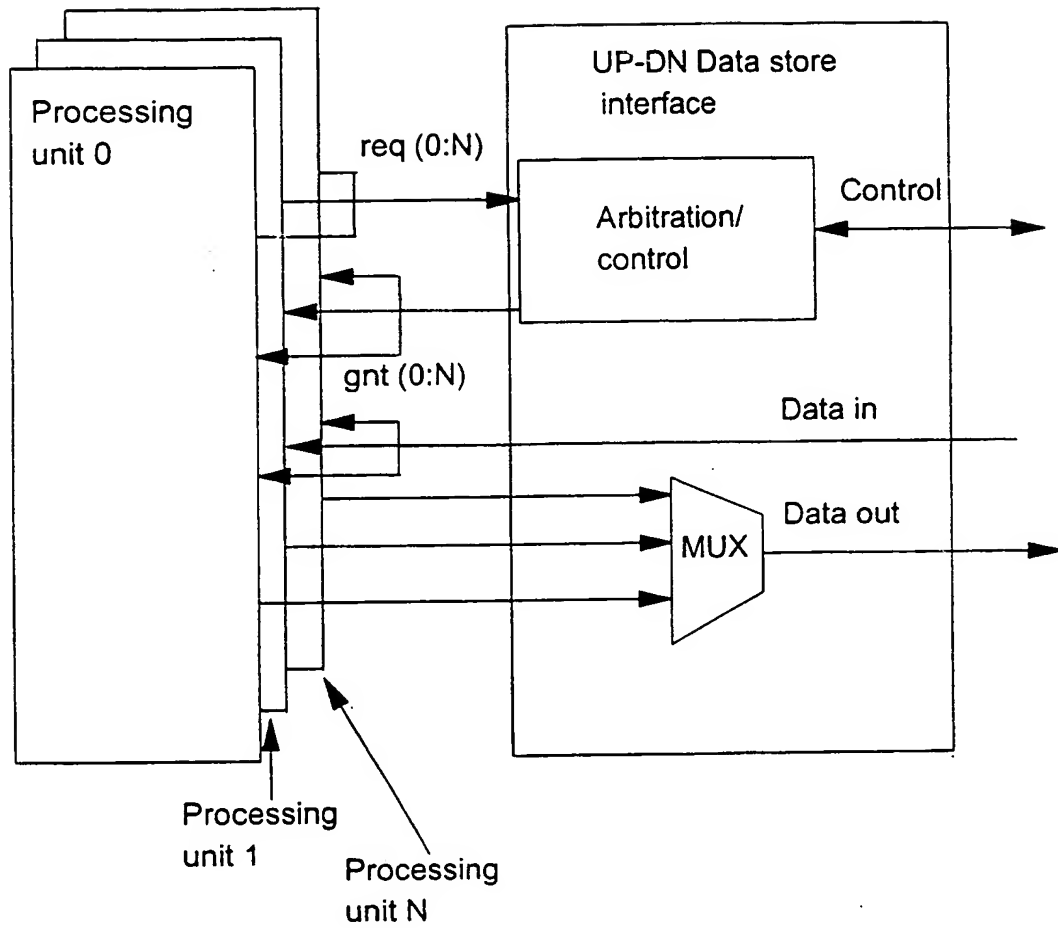 UP-DN Data store
interface
Processing
unit 0
req (0:N)
Arbitration/
control
Control
gnt (0:N)
Data in
MUX
Data out
Processing
unit 1
Processing
unit N